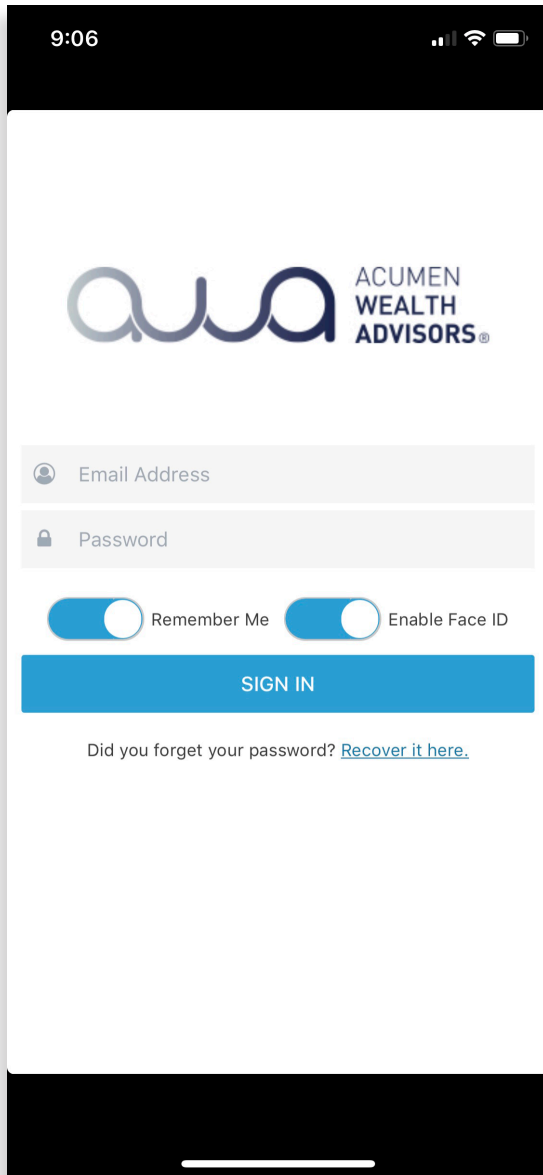 9:06
awa
ACUMEN
WEALTH
ADVISORS®
Email Address
Password
Remember Me Enable Face ID
SIGN IN
Did you forget your password? Recover it here.